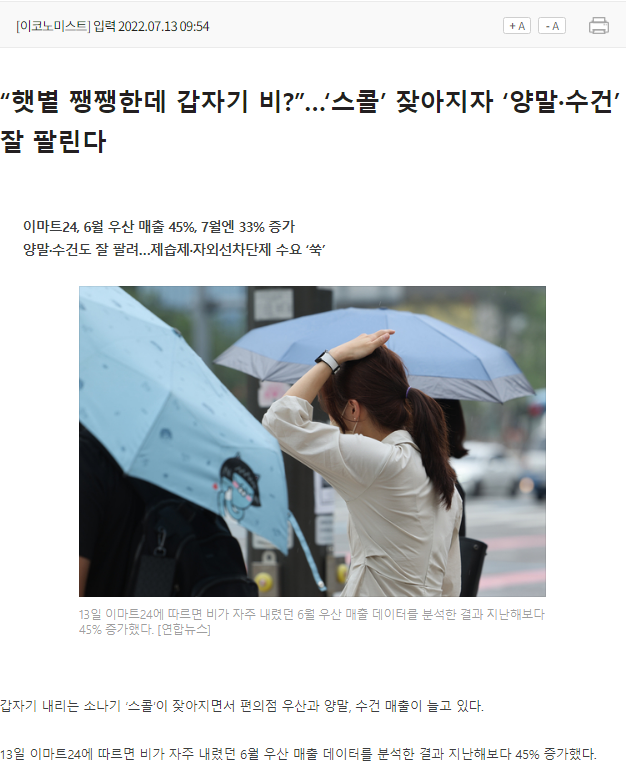 [이코노미스트] 입력 2022.07.13 09:54
+ A
- A
“햇볕 쨍쨍한데 갑자기 비?”…‘스콜’ 잦아지자 ‘양말·수건’
잘 팔린다
이마트24, 6월 우산 매출 45%, 7월엔 33% 증가
양말·수건도 잘 팔려…제습제·자외선차단제 수요 ‘쑥’
13일 이마트24에 따르면 비가 자주 내렸던 6월 우산 매출 데이터를 분석한 결과 지난해보다
45% 증가했다. [연합뉴스]
갑자기 내리는 소나기 ‘스콜’이 잦아지면서 편의점 우산과 양말, 수건 매출이 늘고 있다.
13일 이마트24에 따르면 비가 자주 내렸던 6월 우산 매출 데이터를 분석한 결과 지난해보다 45% 증가했다.